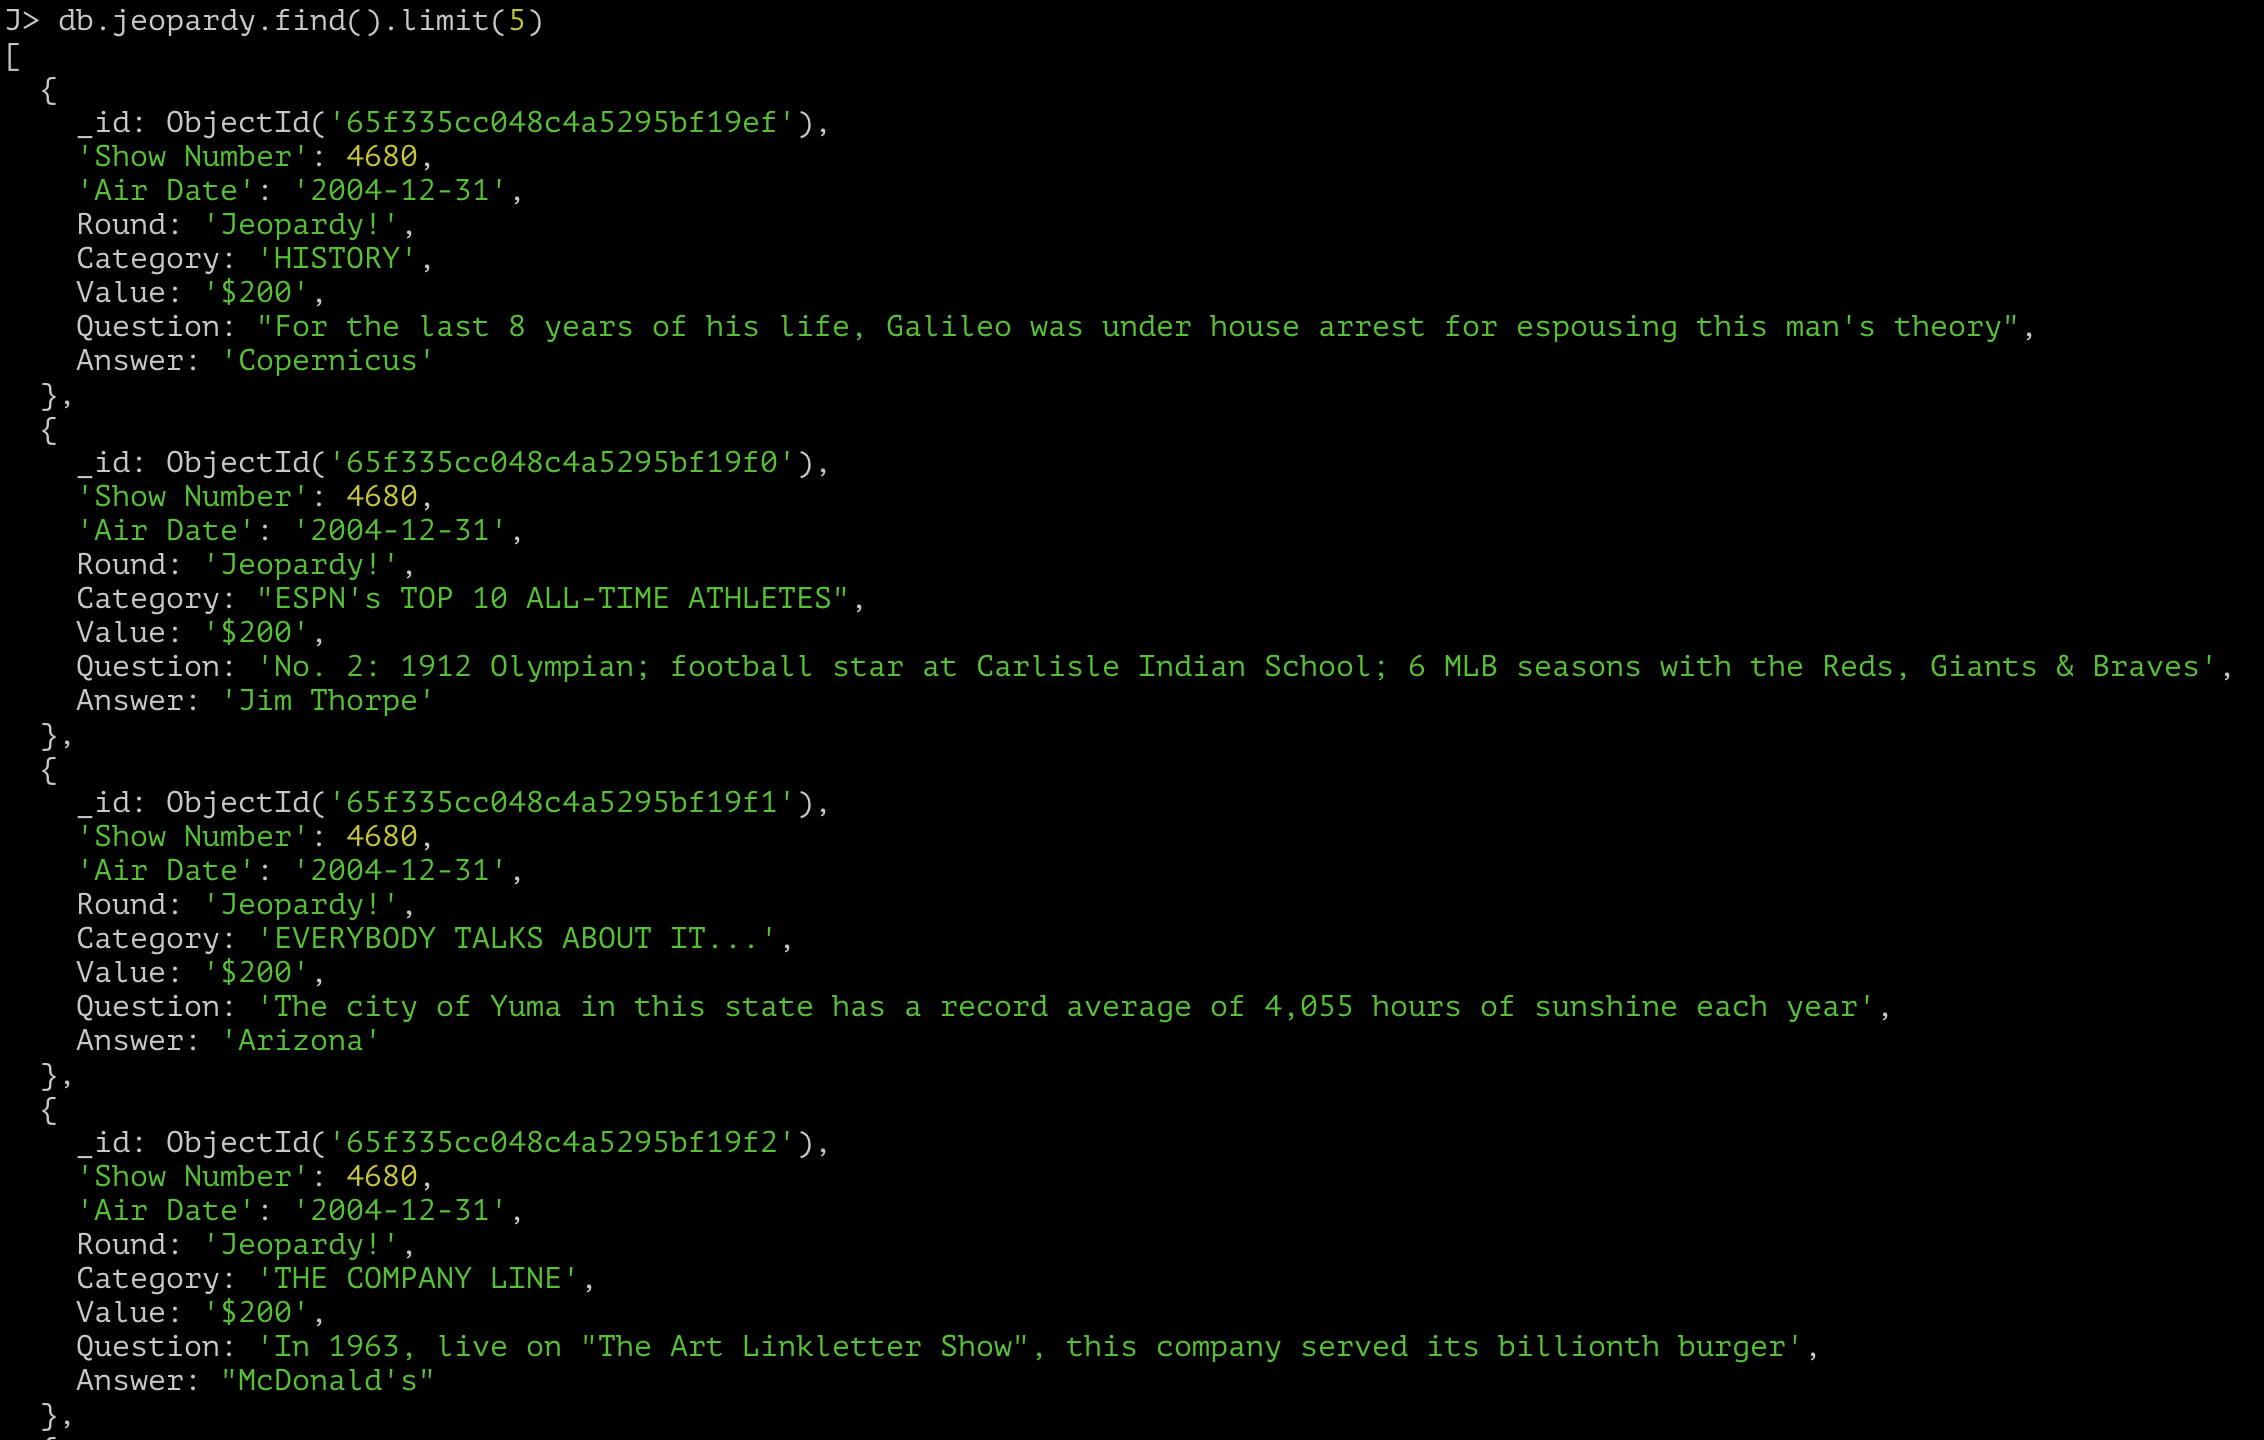 J> db.jeopardy.find().limit(5)
[
  {
    _id: ObjectId('65f335cc048c4a5295bf19ef'),
    'Show Number': 4680,
    'Air Date': '2004-12-31',
    Round: 'Jeopardy!',
    Category: 'HISTORY',
    Value: '$200',
    Question: "For the last 8 years of his life, Galileo was under house arrest for espousing this man's theory",
    Answer: 'Copernicus'
  },
  {
    _id: ObjectId('65f335cc048c4a5295bf19f0'),
    'Show Number': 4680,
    'Air Date': '2004-12-31',
    Round: 'Jeopardy!',
    Category: "ESPN's TOP 10 ALL-TIME ATHLETES",
    Value: '$200',
    Question: 'No. 2: 1912 Olympian; football star at Carlisle Indian School; 6 MLB seasons with the Reds, Giants & Braves',
    Answer: 'Jim Thorpe'
  },
  {
    _id: ObjectId('65f335cc048c4a5295bf19f1'),
    'Show Number': 4680,
    'Air Date': '2004-12-31',
    Round: 'Jeopardy!',
    Category: 'EVERYBODY TALKS ABOUT IT...',
    Value: '$200',
    Question: 'The city of Yuma in this state has a record average of 4,055 hours of sunshine each year',
    Answer: 'Arizona'
  },
  {
    _id: ObjectId('65f335cc048c4a5295bf19f2'),
    'Show Number': 4680,
    'Air Date': '2004-12-31',
    Round: 'Jeopardy!',
    Category: 'THE COMPANY LINE',
    Value: '$200',
    Question: 'In 1963, live on "The Art Linkletter Show", this company served its billionth burger',
    Answer: "McDonald's"
  },
  {